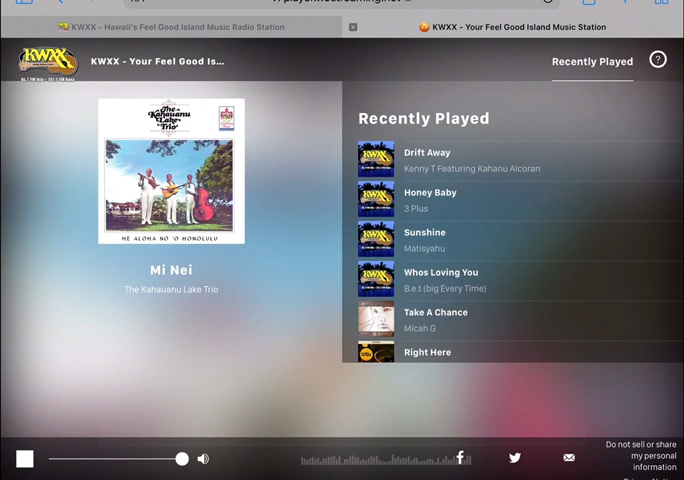 KWXX - Hawaii's Feel Good Island Music Radio Station
KWXX - Your Feel Good Island Music Station
KWXX
KWXX - Your Feel Good Is...
Recently Played
?
The
Kahauanu
Lake
Trio
HE ALOHA NO 'O HONOLULU
Mi Nei
The Kahauanu Lake Trio
Recently Played
Drift Away
Kenny T Featuring Kahanu Alcoran
Honey Baby
3 Plus
Sunshine
Matisyahu
Whos Loving You
B.e.t (big Every Time)
Take A Chance
Micah G
Right Here
Do not sell or share
my personal
information